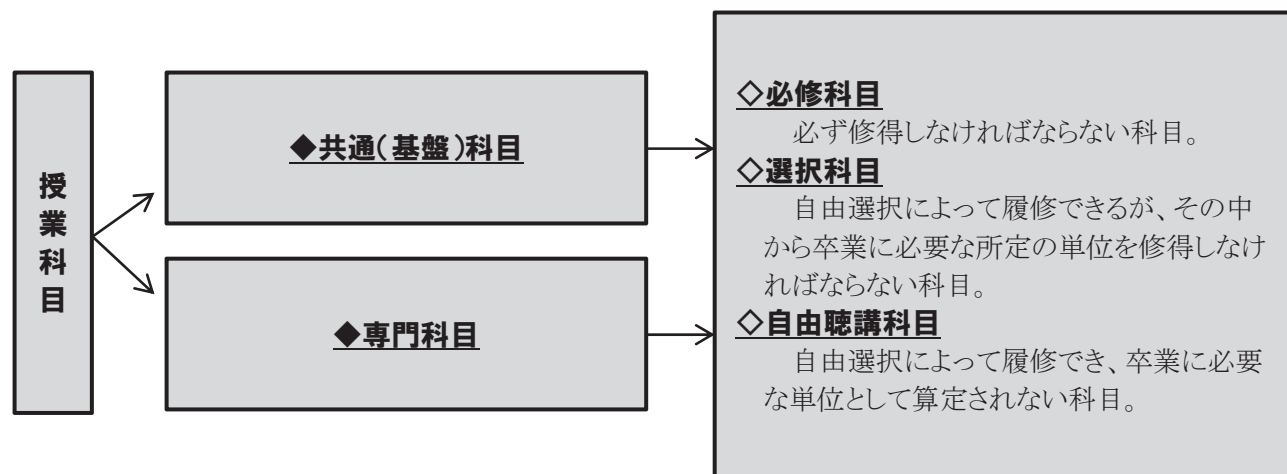 授業科目
◆共通(基盤)科目
◆専門科目
◇必修科目
必ず修得しなければならない科目。
◇選択科目
自由選択によって履修できるが、その中
から卒業に必要な所定の単位を修得しなけ
ればならない科目。
◇自由聴講科目
自由選択によって履修でき、卒業に必要
な単位として算定されない科目。